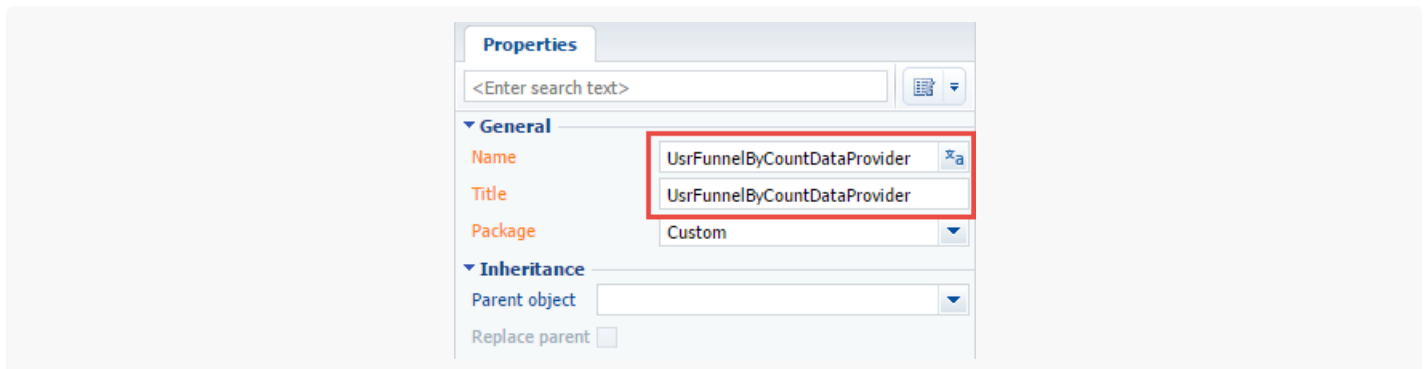 Properties
<Enter search text>
General
Name UsrFunnelByCountDataProvider
Title UsrFunnelByCountDataProvider
Package Custom
Inheritance
Parent object
Replace parent